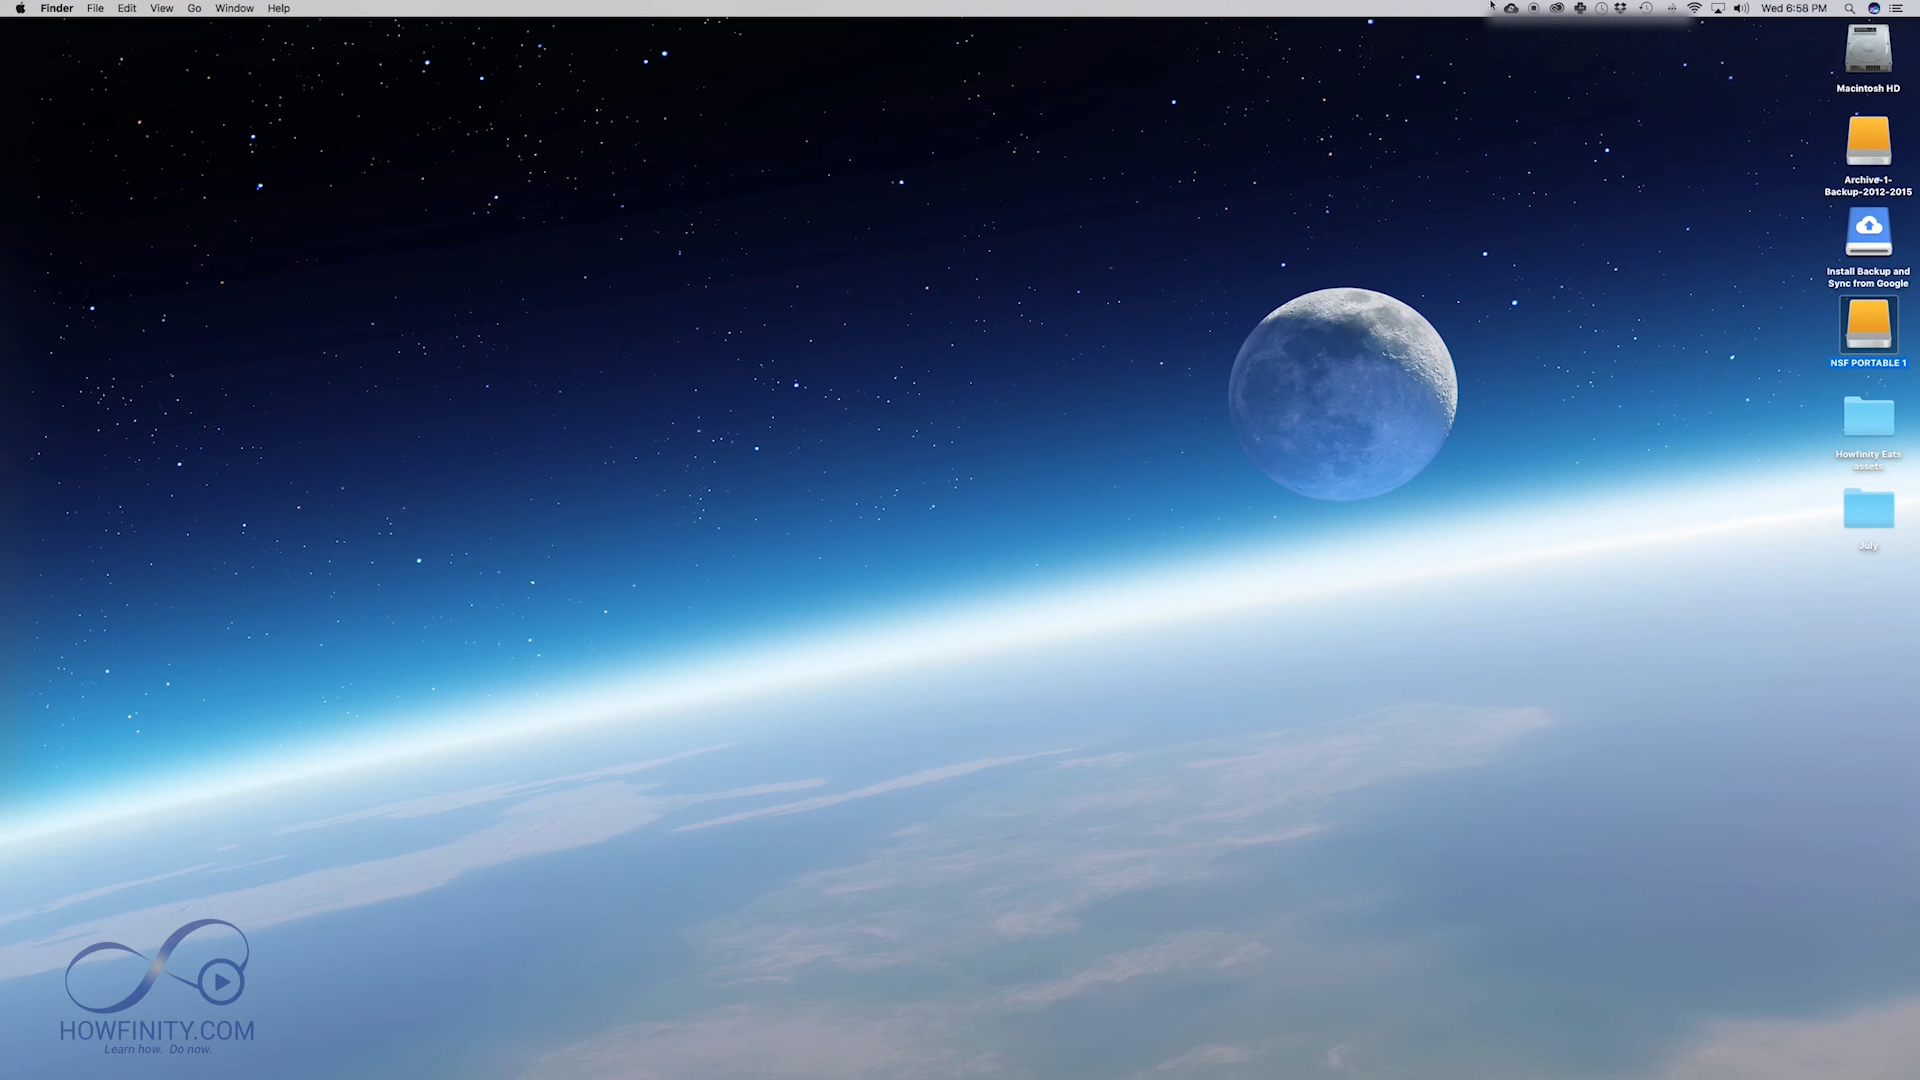 Finder File Edit View Go Window Help
Wed 6:58 PM
Macintosh HD
Archive-1-
Backup-2012-2015
Install Backup and
Sync from Google
NSF PORTABLE 1
Howfinity Eats
assets
July
HOWFINITY.COM
Learn how. Do now.